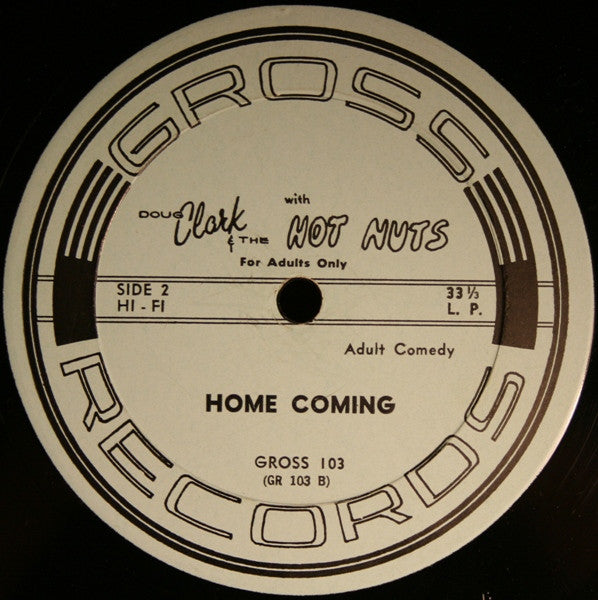 GROSS
with
DOUG Clark & THE HOT NUTS
For Adults Only
SIDE 2 33 ⅓
HI - FI L. P.
Adult Comedy
HOME COMING
GROSS 103
(GR 103 B)
RECORDS